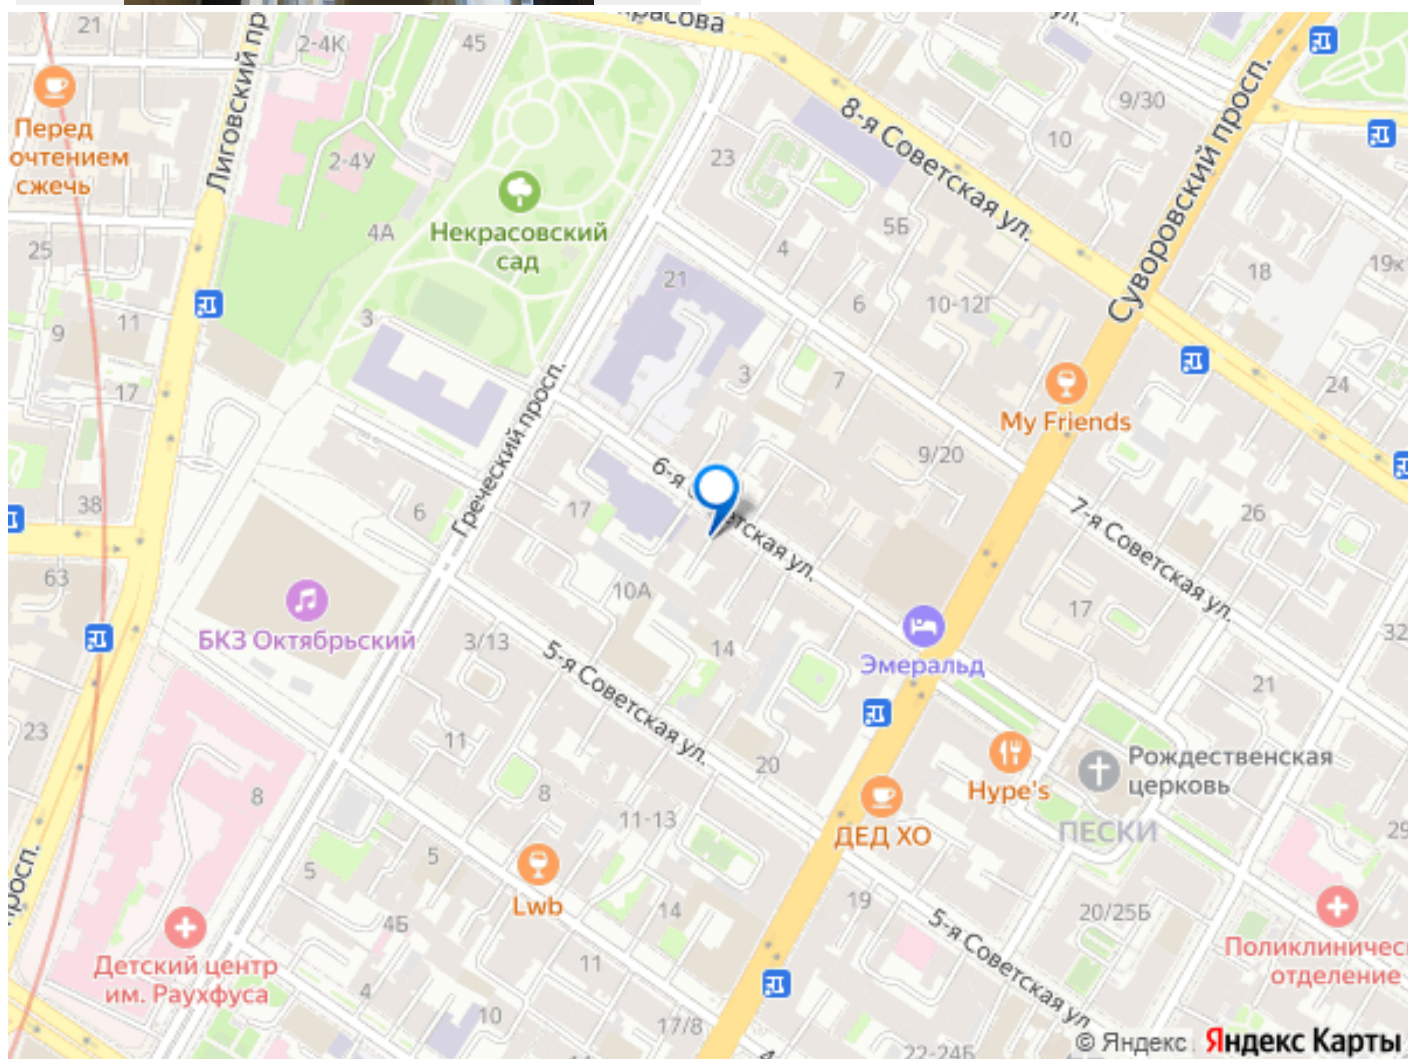 21
2-4К
45
Лиговский пр
8-я Советская ул.
Суворовский просп.
9/30
10
Перед
очтением
сжечь
2-4У
23
4А
Некрасовский
сад
5Б
4
25
18
19к
21
11
3
9
6
10-12Г
17
3
7
24
My Friends
Греческий просп.
9/20
38
6
17
6-я
етская ул.
26
7-я Советская ул.
63
10А
17
32
БКЗ Октябрьский
3/13
5-я Советская ул.
14
Эмеральд
21
23
11
20
Рождественская
церковь
Hype's
8
8
11-13
ДЕД ХО
ПЕСКИ
29
просп.
5
5
Lwb
14
19
20/25Б
4Б
5-я Советская ул
Поликлиничес
отделение
Детский центр
им. Раухфуса
11
4
10
17/8
22-24Б
© Яндекс
Яндекс Карты